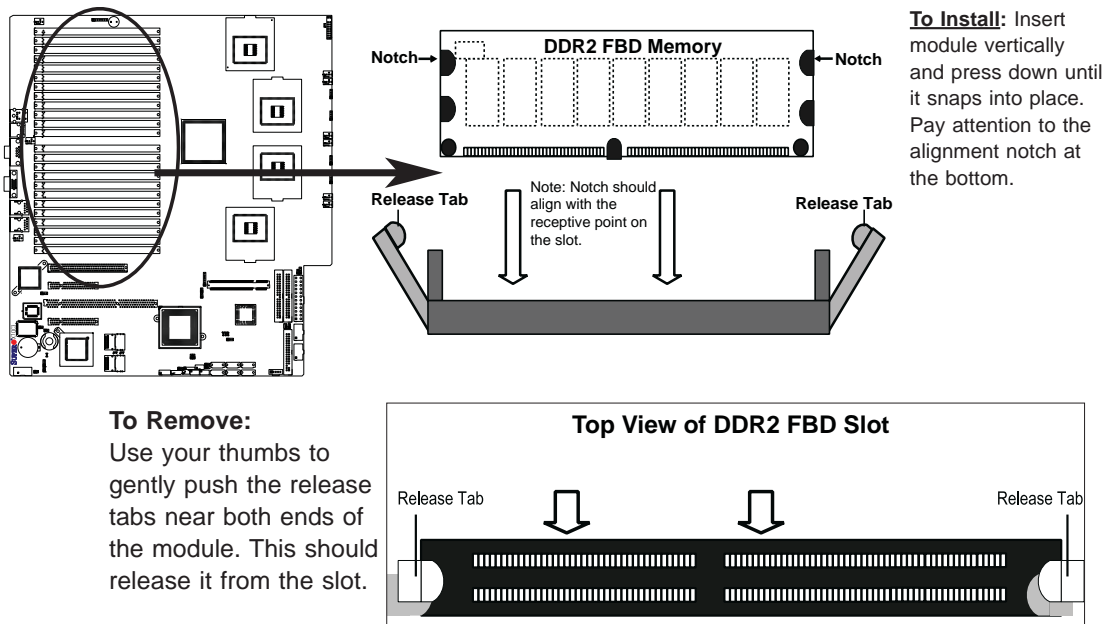 DDR2 FBD Memory
Notch
Notch
To Install: Insert
module vertically
and press down until
it snaps into place.
Pay attention to the
alignment notch at
the bottom.
Note: Notch should
align with the
receptive point on
the slot.
Release Tab
Release Tab
SUPER
To Remove:
Use your thumbs to
gently push the release
tabs near both ends of
the module. This should
release it from the slot.
Top View of DDR2 FBD Slot
Release Tab
Release Tab